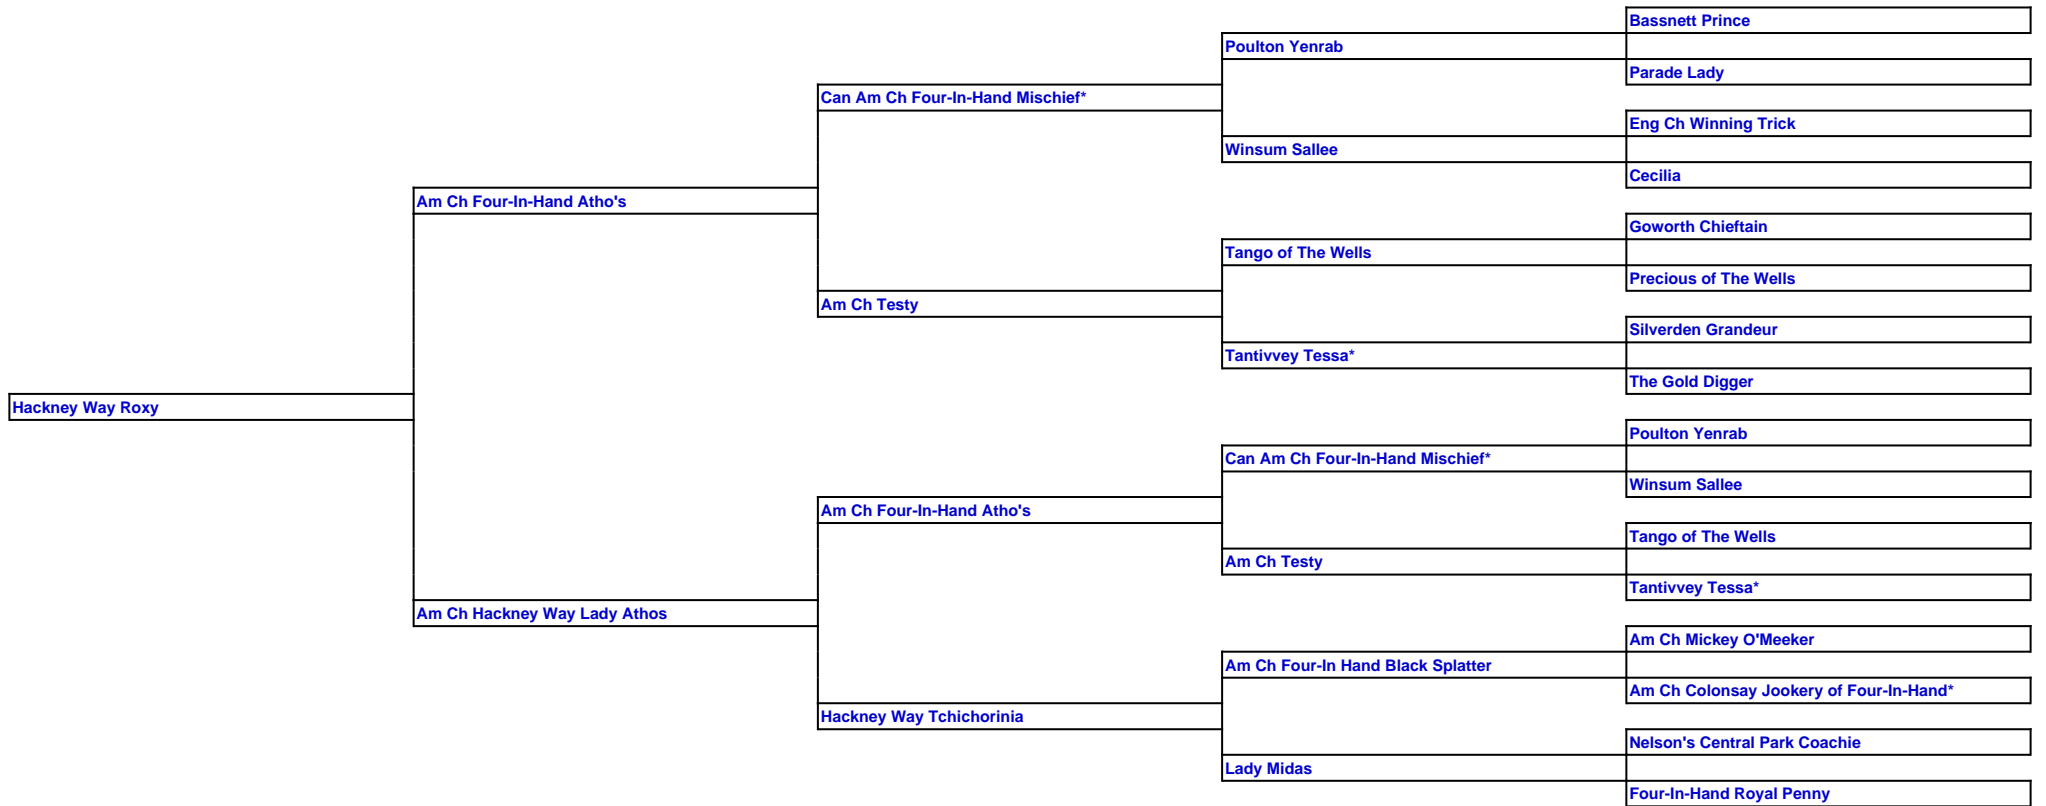 Bassnett Prince
Poulton Yenrab
Parade Lady
Can Am Ch Four-In-Hand Mischief*
Eng Ch Winning Trick
Winsum Sallee
Cecilia
Am Ch Four-In-Hand Atho's
Goworth Chieftain
Tango of The Wells
Precious of The Wells
Am Ch Testy
Silverden Grandeur
Tantivvey Tessa*
The Gold Digger
Hackney Way Roxy
Poulton Yenrab
Can Am Ch Four-In-Hand Mischief*
Winsum Sallee
Am Ch Four-In-Hand Atho's
Tango of The Wells
Am Ch Testy
Tantivvey Tessa*
Am Ch Hackney Way Lady Athos
Am Ch Mickey O'Meeker
Am Ch Four-In Hand Black Splatter
Am Ch Colonsay Jookery of Four-In-Hand*
Hackney Way Tchichorinia
Nelson's Central Park Coachie
Lady Midas
Four-In-Hand Royal Penny